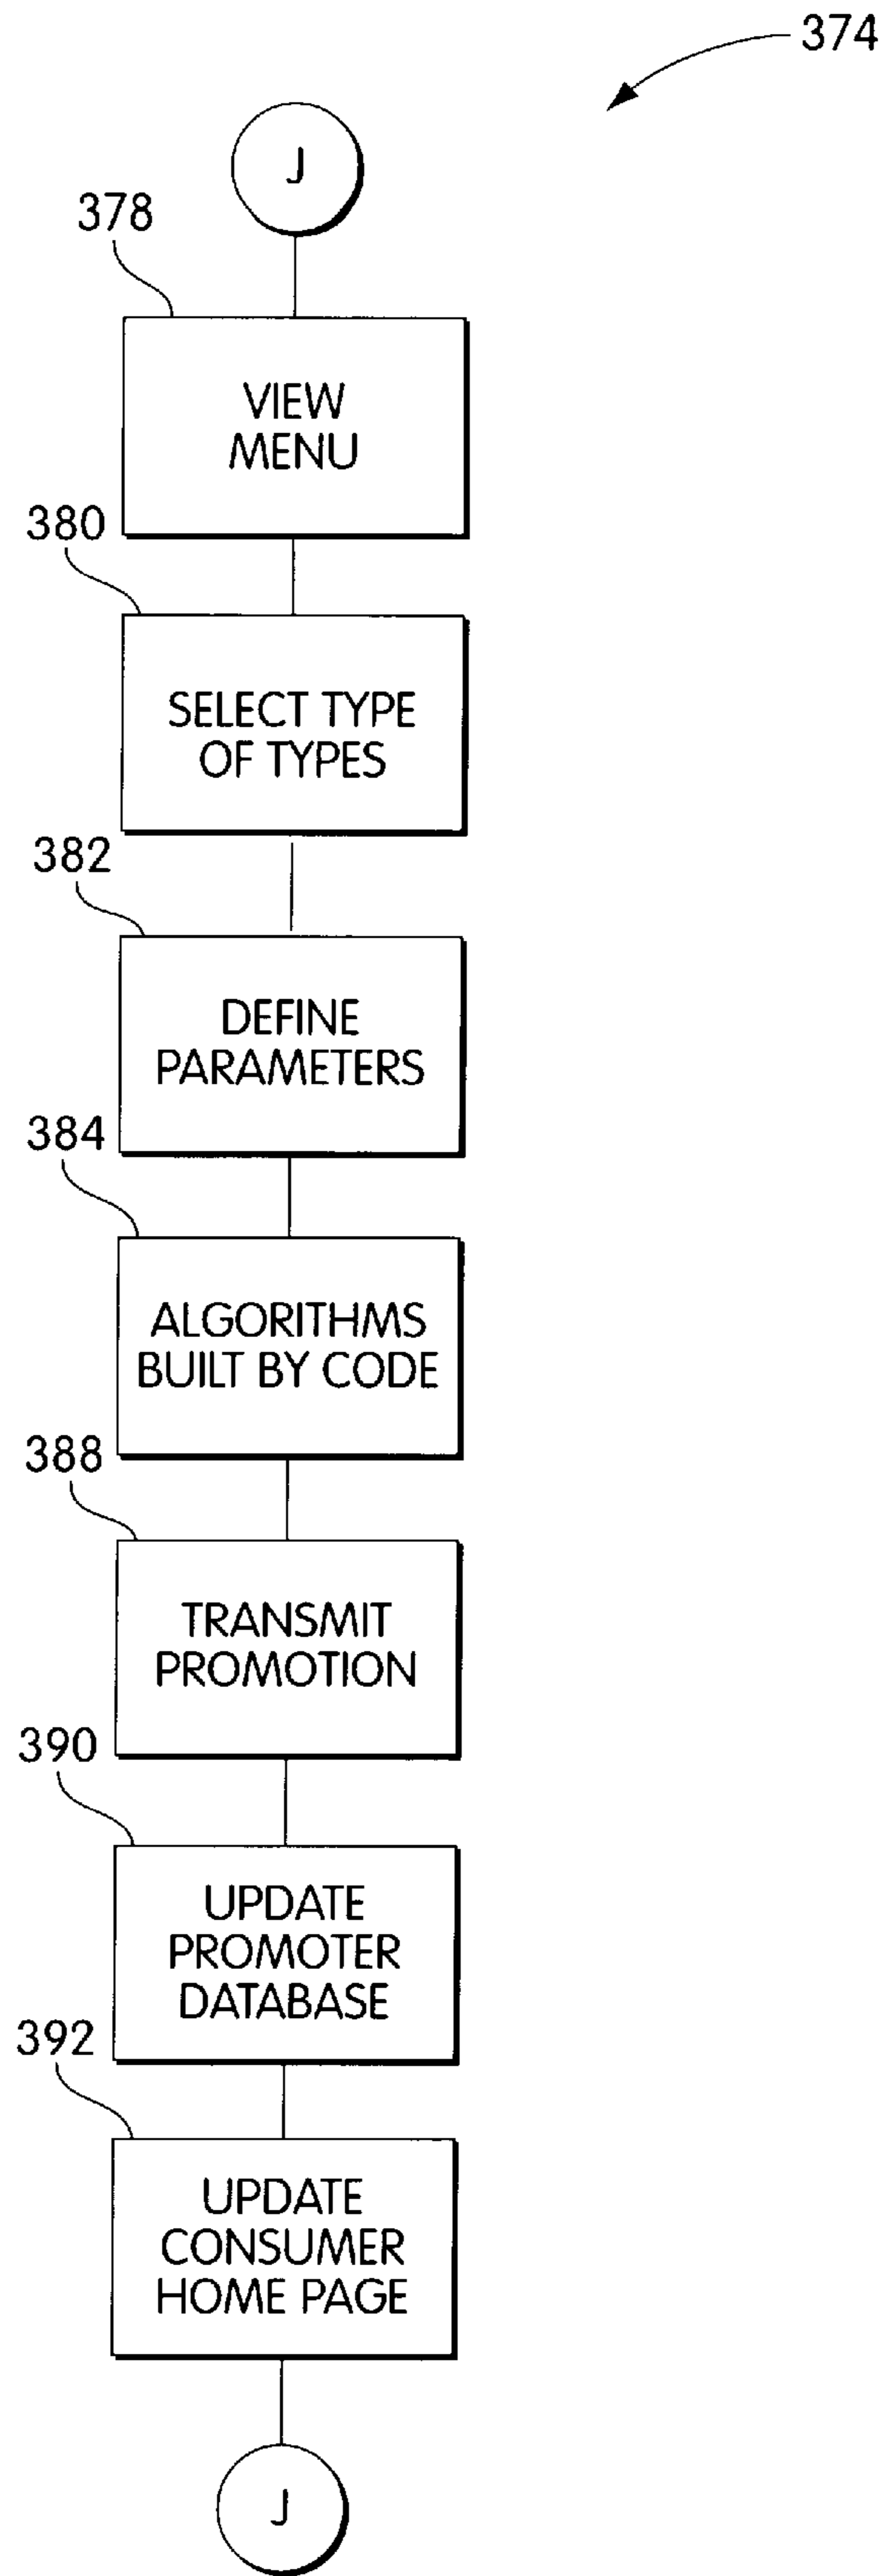 374
J
378
VIEW
MENU
380
SELECT TYPE
OF TYPES
382
DEFINE
PARAMETERS
384
ALGORITHMS
BUILT BY CODE
388
TRANSMIT
PROMOTION
390
UPDATE
PROMOTER
DATABASE
392
UPDATE
CONSUMER
HOME PAGE
J